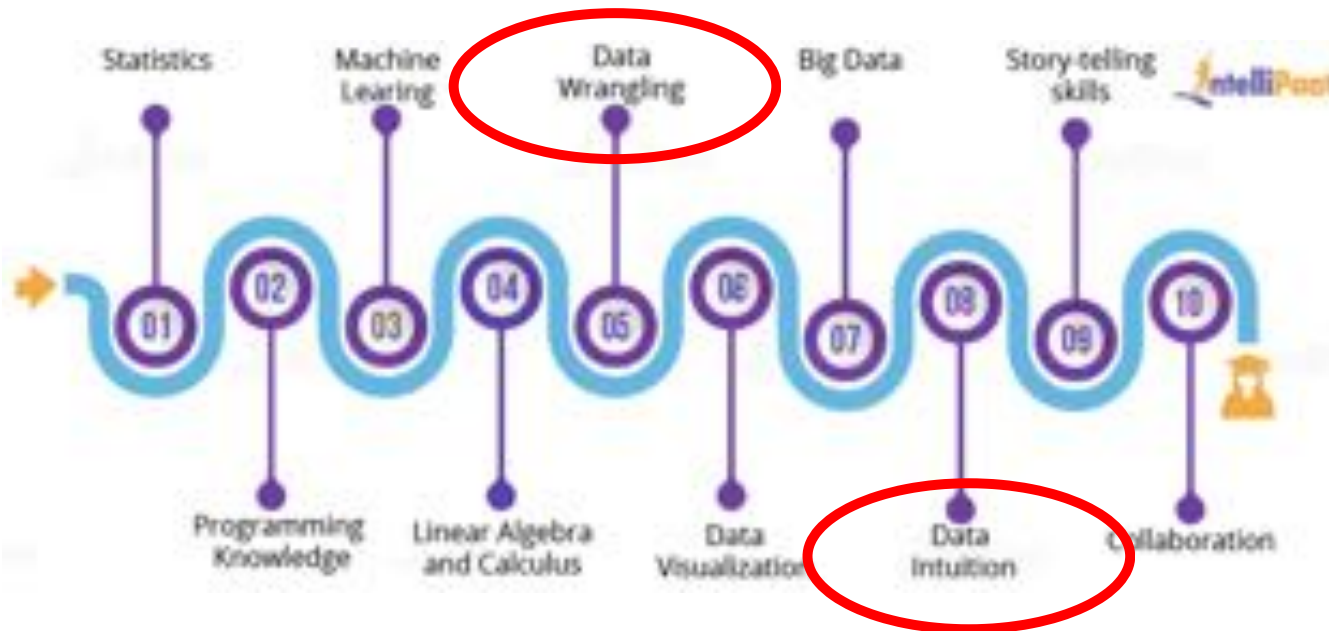 Statistics
Machine
Learing
Data
Wrangling
Big Data
Story-telling
skills
ntelliPaat
01
02
03
04
05
06
07
08
09
10
Programming
Knowledge
Linear Algebra
and Calculus
Data
Visualization
Data
Intuition
Collaboration